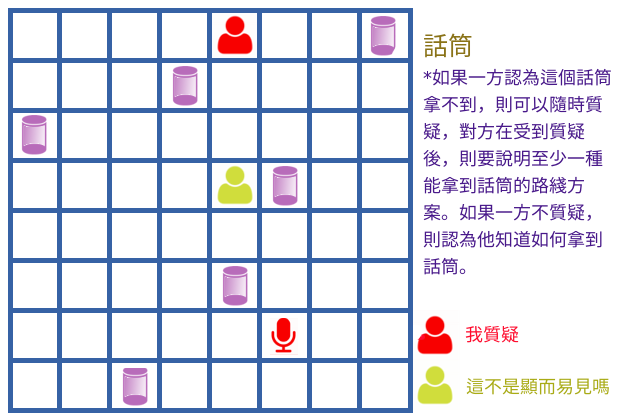 話筒
*如果一方認為這個話筒
拿不到，則可以隨時質
疑，對方在受到質疑
後，則要說明至少一種
能拿到話筒的路綫方
案。如果一方不質疑，
則認為他知道如何拿到
話筒。
我質疑
這不是顯而易見嗎